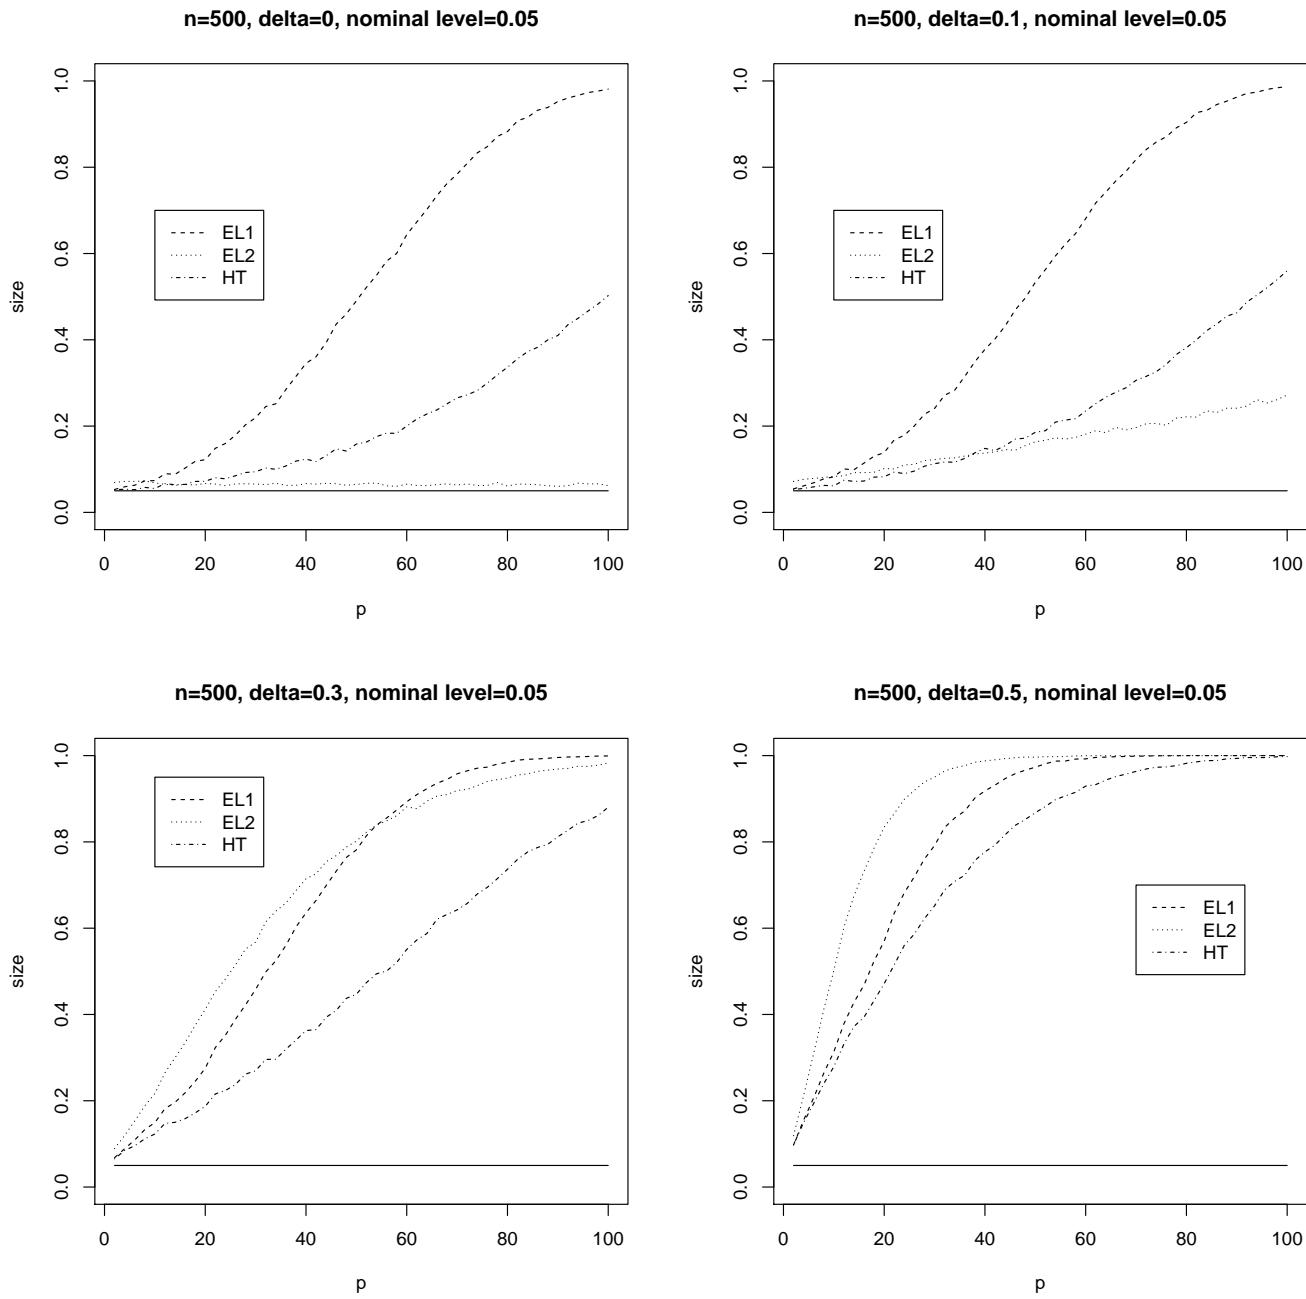 n=500, delta=0, nominal level=0.05
size
1.0
0.8
0.6
0.4
0.2
0.0
EL1
EL2
HT
0 20 40 60 80 100
p
n=500, delta=0.1, nominal level=0.05
size
1.0
0.8
0.6
0.4
0.2
0.0
EL1
EL2
HT
0 20 40 60 80 100
p
n=500, delta=0.3, nominal level=0.05
size
1.0
0.8
0.6
0.4
0.2
0.0
EL1
EL2
HT
0 20 40 60 80 100
p
n=500, delta=0.5, nominal level=0.05
size
1.0
0.8
0.6
0.4
0.2
0.0
EL1
EL2
HT
0 20 40 60 80 100
p